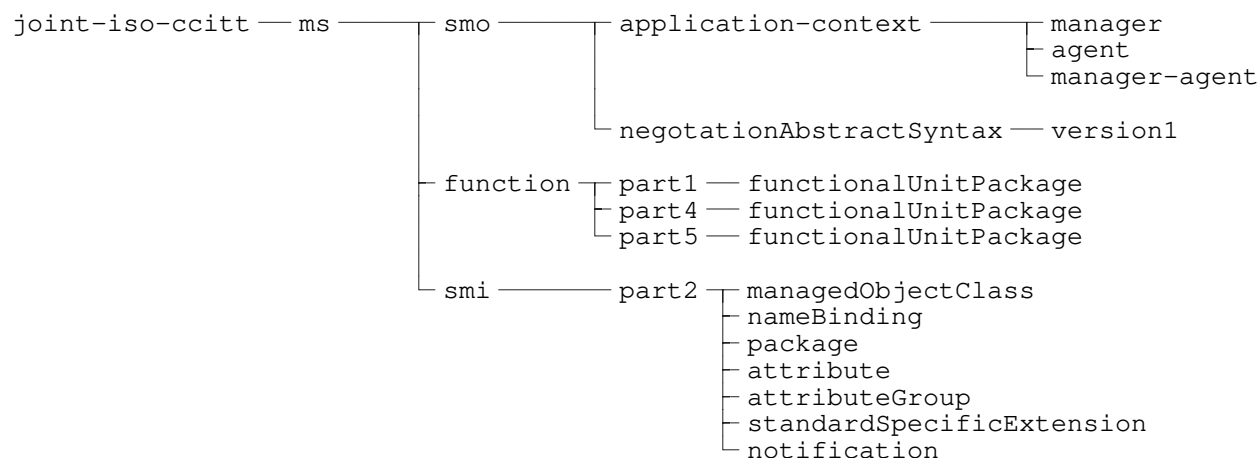 joint-iso-ccitt ms smo application-context manager
agent
manager-agent
negotationAbstractSyntax version1
function part1 functionalUnitPackage
part4 functionalUnitPackage
part5 functionalUnitPackage
smi part2 managedObjectClass
nameBinding
package
attribute
attributeGroup
standardSpecificExtension
notification